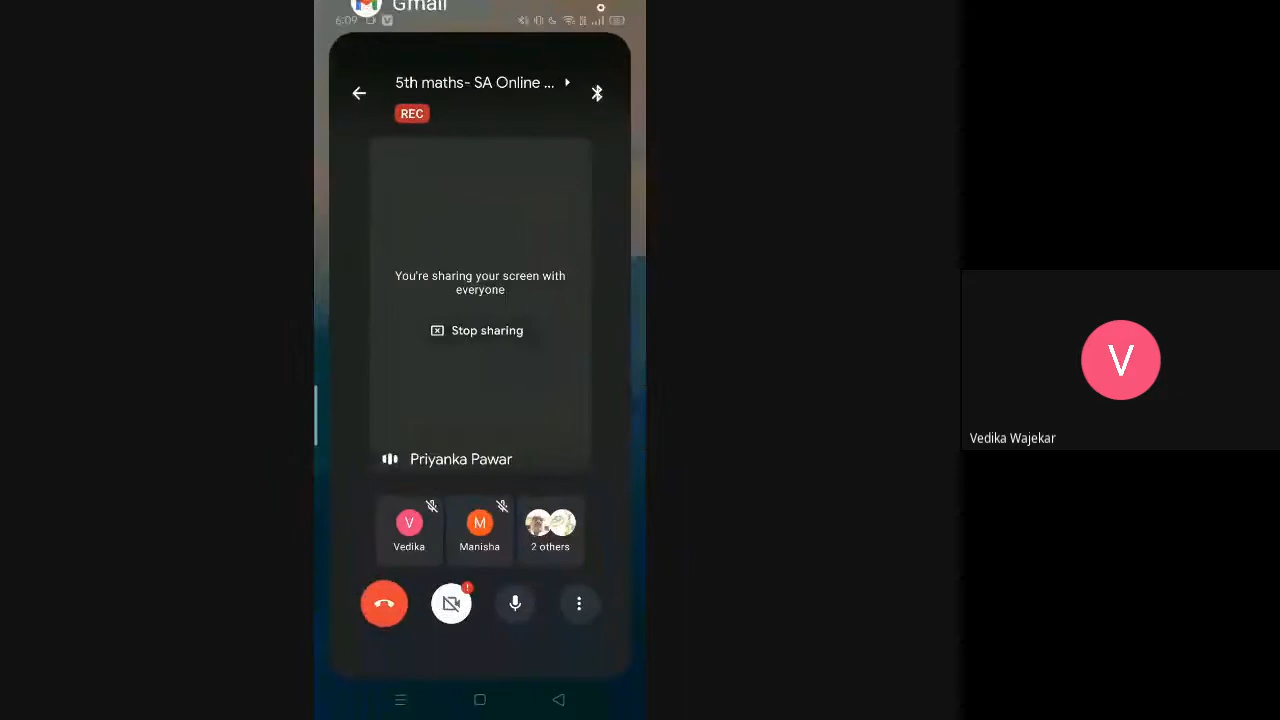 Gmail
6:09
5th maths- SA Online ...
REC
You're sharing your screen with
everyone
Stop sharing
Priyanka Pawar
V
Vedika
M
Manisha
2 others
V
Vedika Wajekar